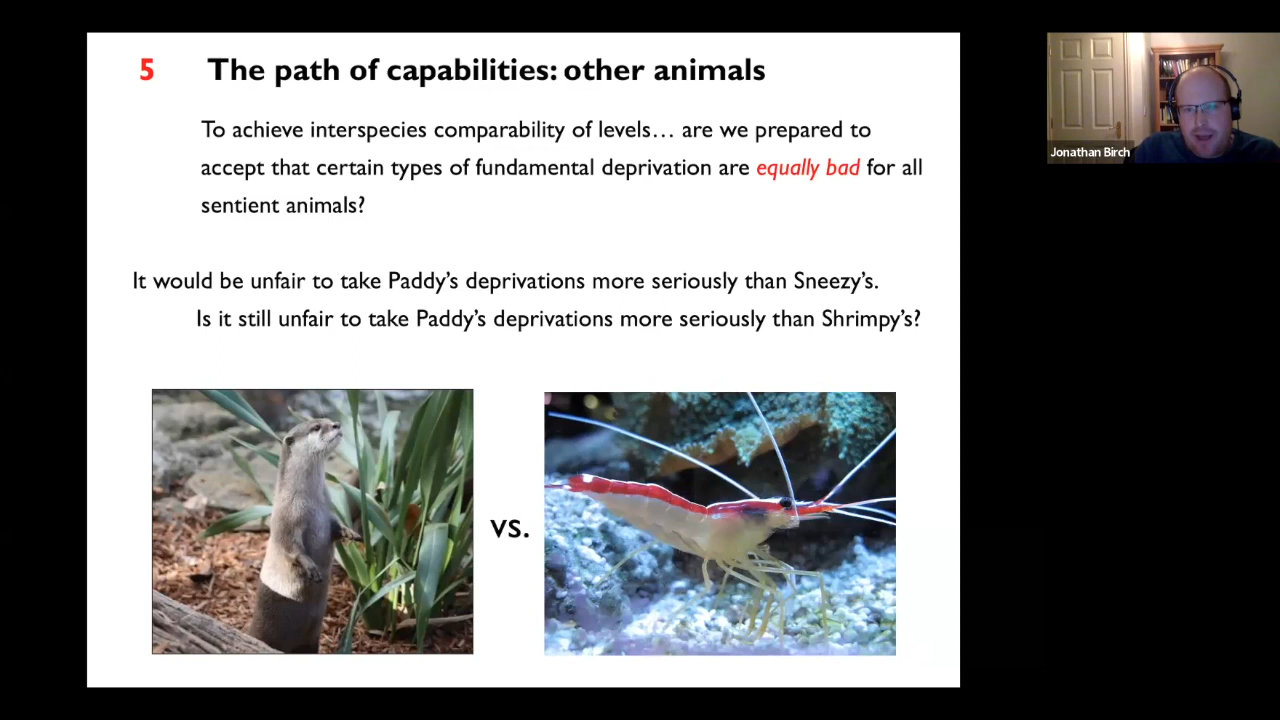 5 The path of capabilities: other animals
To achieve interspecies comparability of levels… are we prepared to
accept that certain types of fundamental deprivation are equally bad for all
sentient animals?
It would be unfair to take Paddy's deprivations more seriously than Sneezy's.
Is it still unfair to take Paddy's deprivations more seriously than Shrimpy's?
vs.
Jonathan Birch